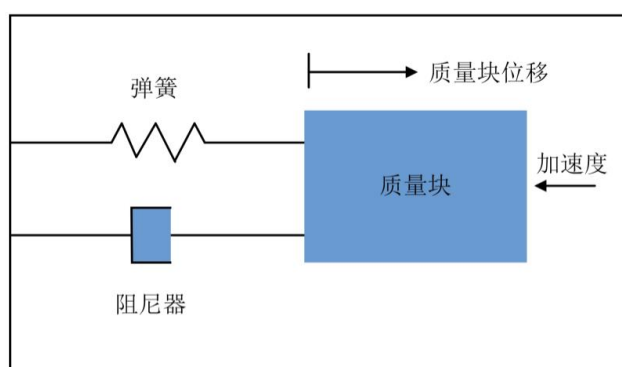 弹簧
质量块位移
质量块
加速度
阻尼器